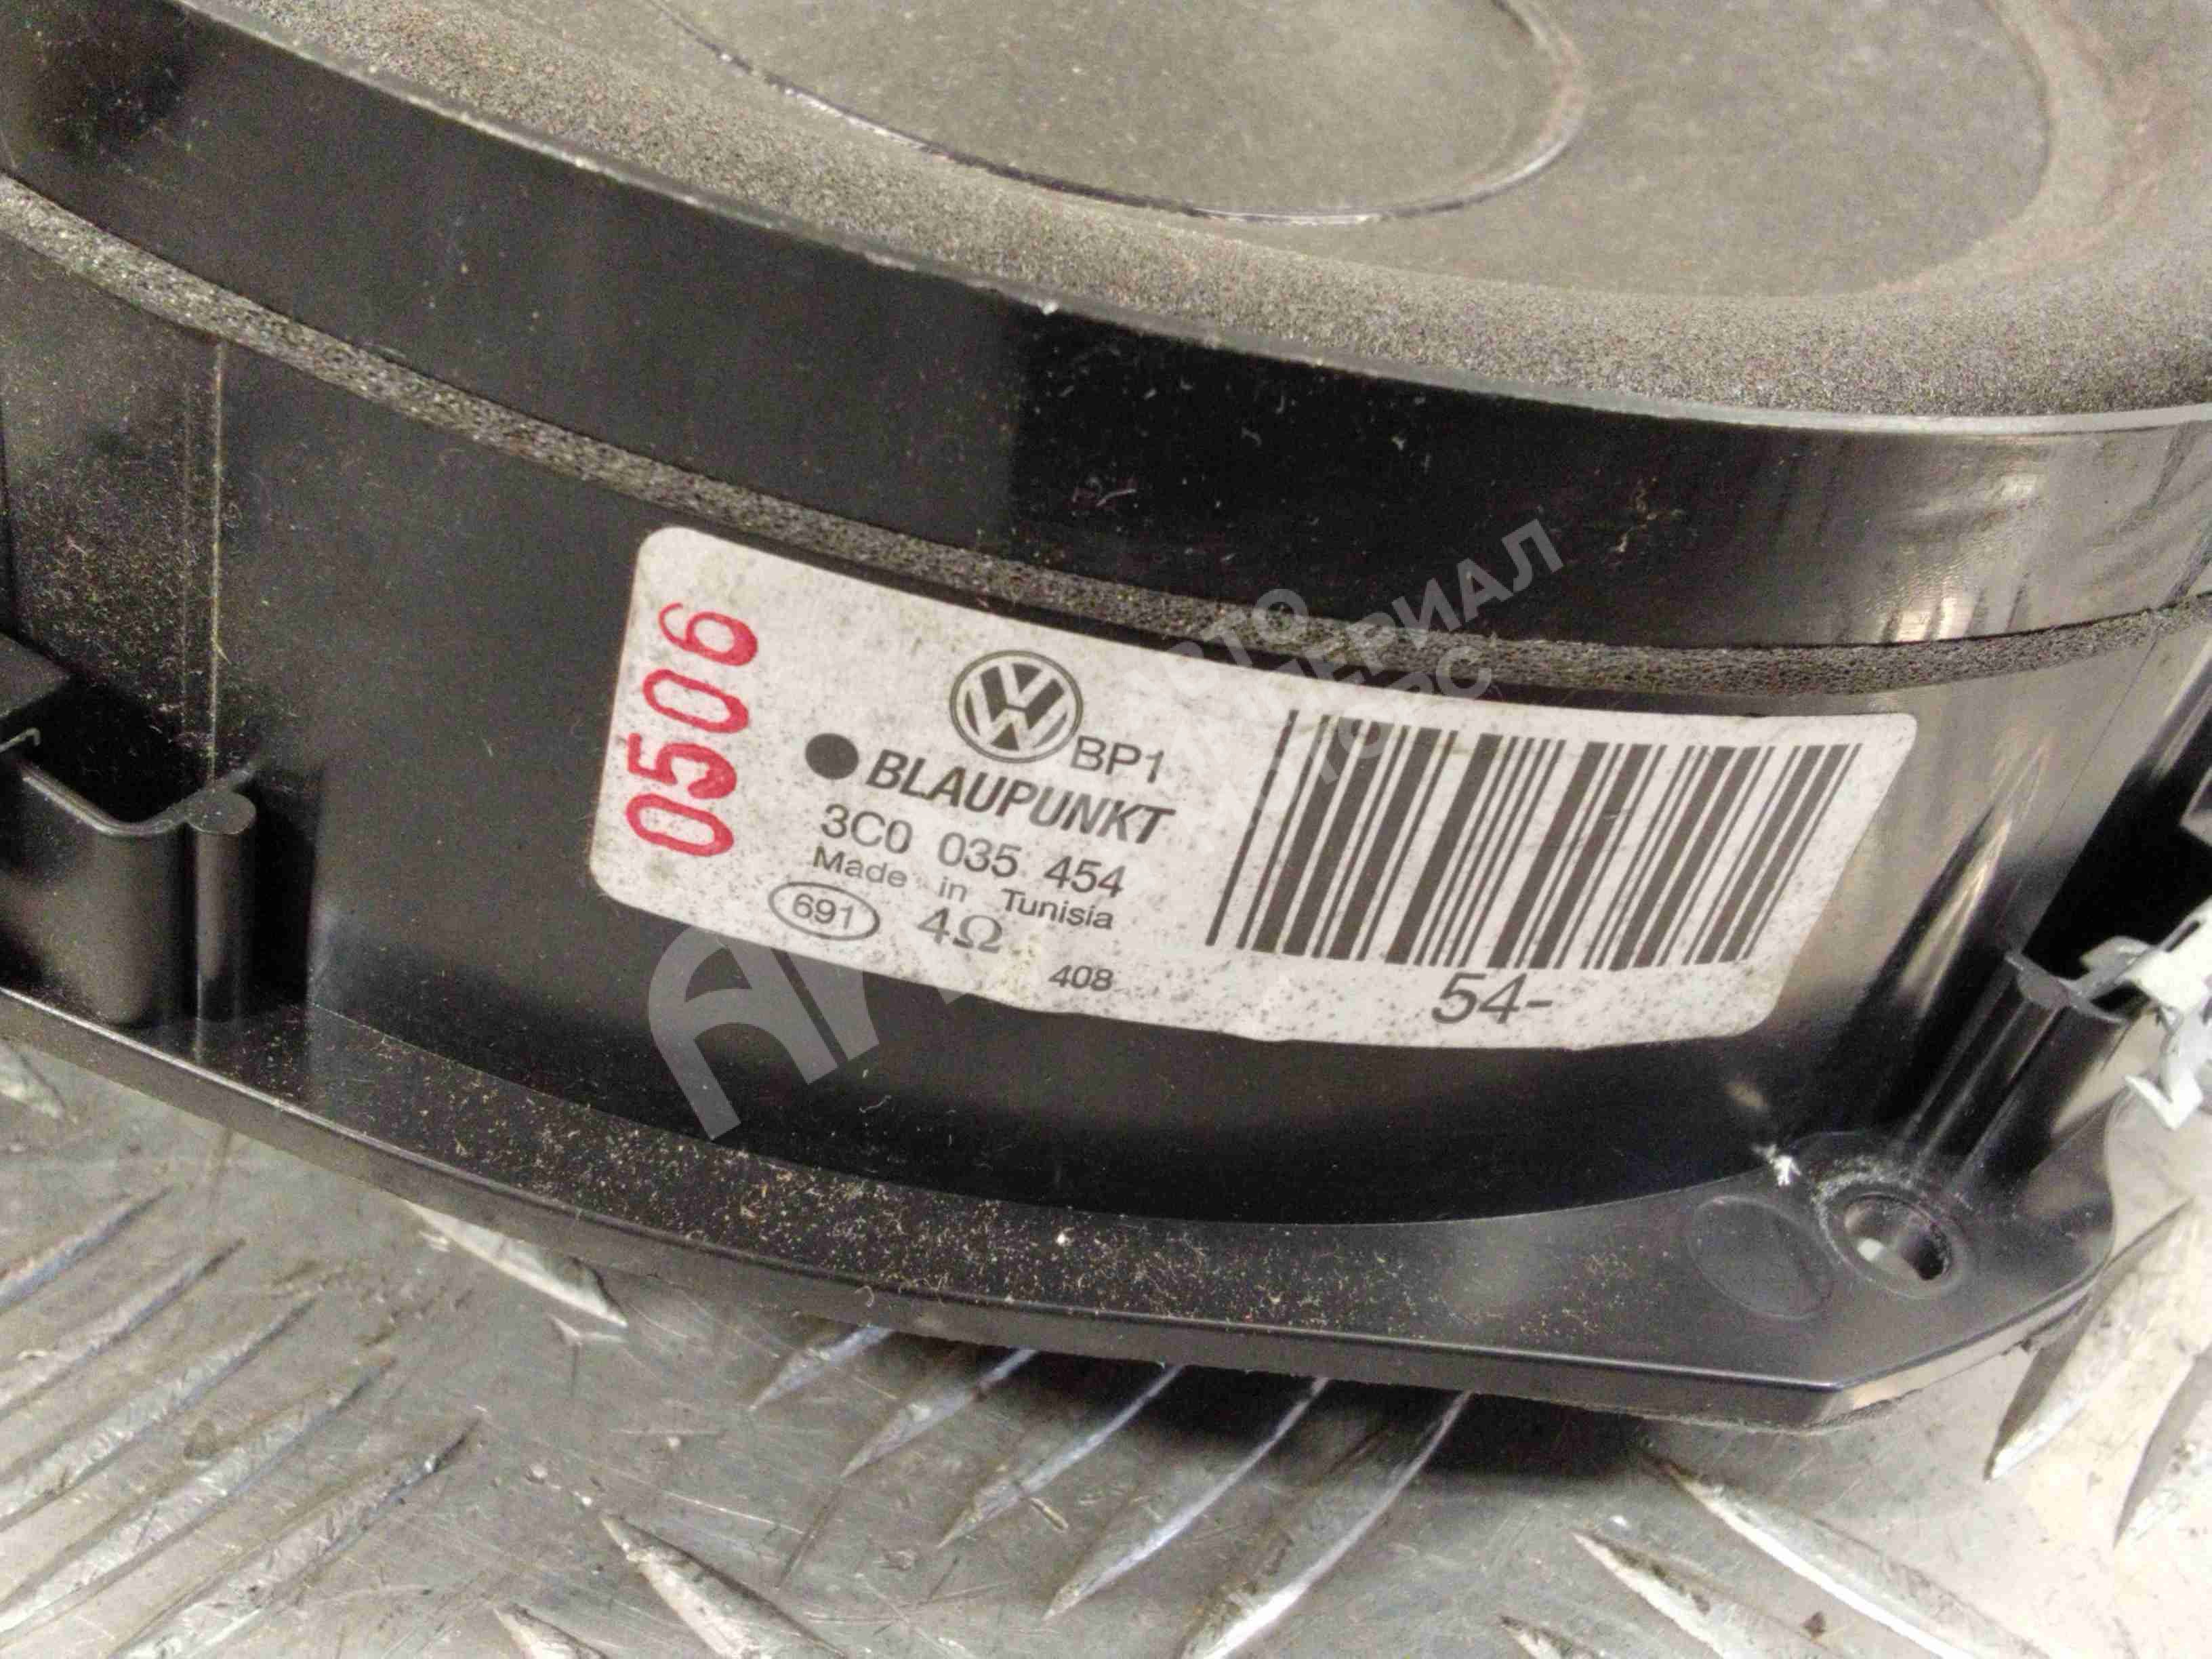 0506
BP1
BLAUPUNKT
3C0 035 454
Made in Tunisia
691 4Ω
408
54-